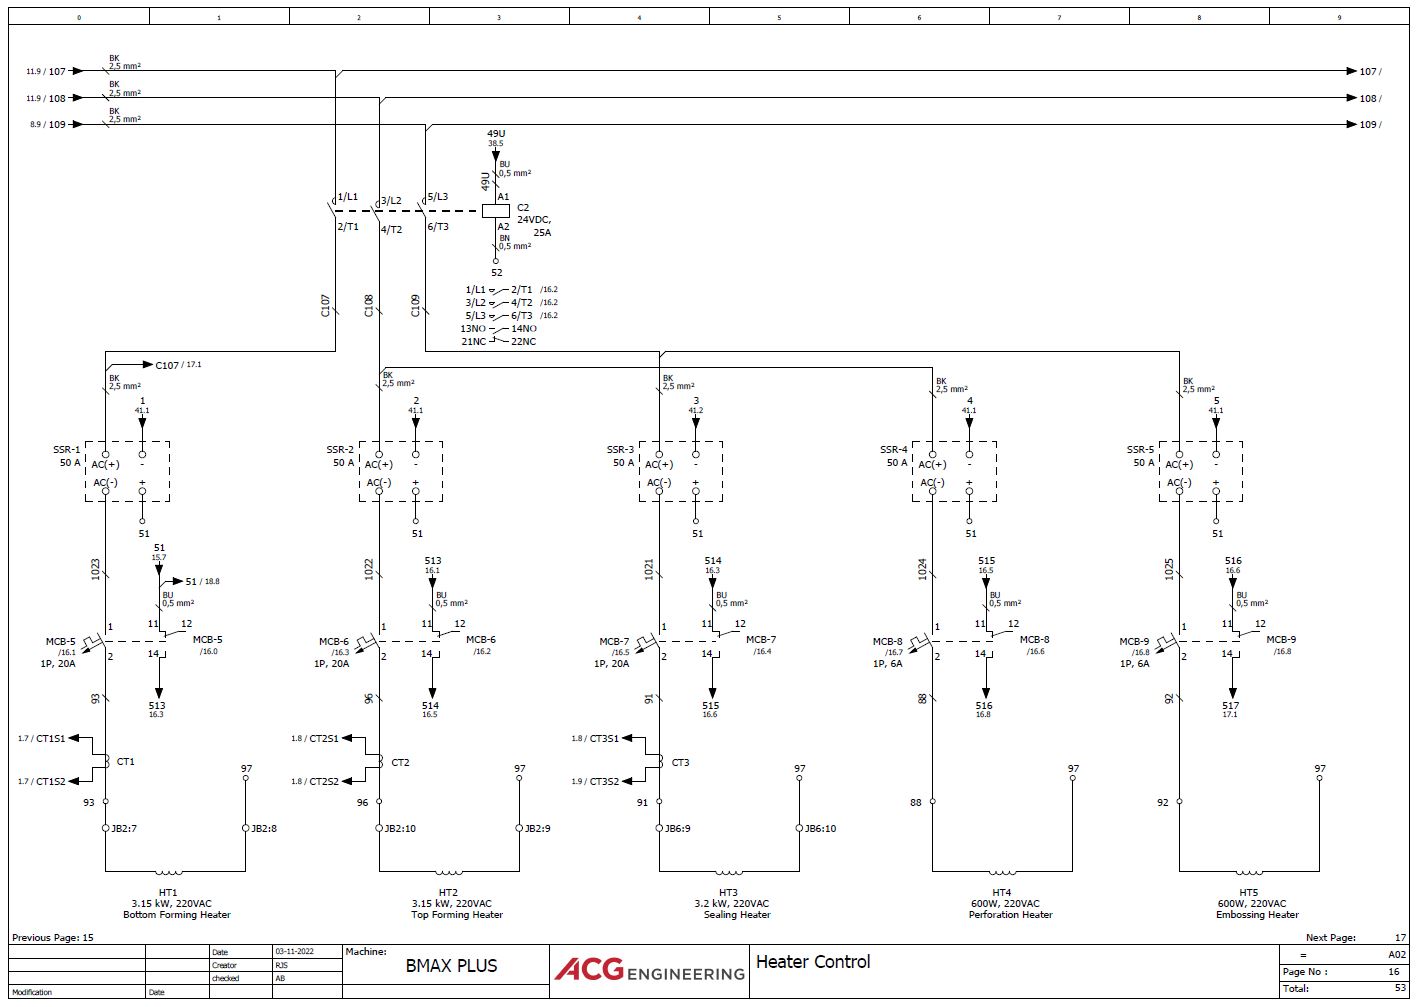 0 1 2 3 4 5 6 7 8 9
BK
2,5 mm²
11.9 / 107
107 /
BK
2,5 mm²
11.9 / 108
108 /
BK
2,5 mm²
8.9 / 109
109 /
49U
38.5
BU
0,5 mm²
49U
1/L1 3/L2 5/L3 A1
C2
24VDC,
25A
2/T1 4/T2 6/T3 A2
BN
0,5 mm²
52
1/L1 2/T1 /16.2
3/L2 4/T2 /16.2
5/L3 6/T3 /16.2
13NO 14NO
21NC 22NC
C107 C108 C109
C107 / 17.1
BK
2,5 mm²
BK
2,5 mm²
BK
2,5 mm²
BK
2,5 mm²
BK
2,5 mm²
1
41.1
2
41.1
3
41.2
4
41.1
5
41.1
SSR-1
50 A
AC(+) -
AC(-) +
51
SSR-2
50 A
AC(+) -
AC(-) +
51
SSR-3
50 A
AC(+) -
AC(-) +
51
SSR-4
50 A
AC(+) -
AC(-) +
51
SSR-5
50 A
AC(+) -
AC(-) +
51
1023
51
15.7
51 / 18.8
BU
0,5 mm²
1022
513
16.1
BU
0,5 mm²
1021
514
16.3
BU
0,5 mm²
1024
515
16.5
BU
0,5 mm²
1025
516
16.6
BU
0,5 mm²
MCB-5
/16.1
1P, 20A
1
2
11 12
14
MCB-5
/16.0
MCB-6
/16.3
1P, 20A
1
2
11 12
14
MCB-6
/16.2
MCB-7
/16.5
1P, 20A
1
2
11 12
14
MCB-7
/16.4
MCB-8
/16.7
1P, 6A
1
2
11 12
14
MCB-8
/16.6
MCB-9
/16.8
1P, 6A
1
2
11 12
14
MCB-9
/16.8
93
513
16.3
96
514
16.5
91
515
16.6
88
516
16.8
92
517
17.1
1.7 / CT1S1
CT1
1.7 / CT1S2
1.8 / CT2S1
CT2
1.8 / CT2S2
1.8 / CT3S1
CT3
1.9 / CT3S2
97 97 97 97 97
93 96 91 88 92
JB2:7 JB2:8 JB2:10 JB2:9 JB6:9 JB6:10
HT1
3.15 kW, 220VAC
Bottom Forming Heater
HT2
3.15 kW, 220VAC
Top Forming Heater
HT3
3.2 kW, 220VAC
Sealing Heater
HT4
600W, 220VAC
Perforation Heater
HT5
600W, 220VAC
Embossing Heater
Previous Page: 15
Next Page: 17
Date 03-11-2022
Creator RJS
checked AB
Modification Date
Machine:
BMAX PLUS
ACG ENGINEERING
Heater Control
= A02
Page No : 16
Total: 53